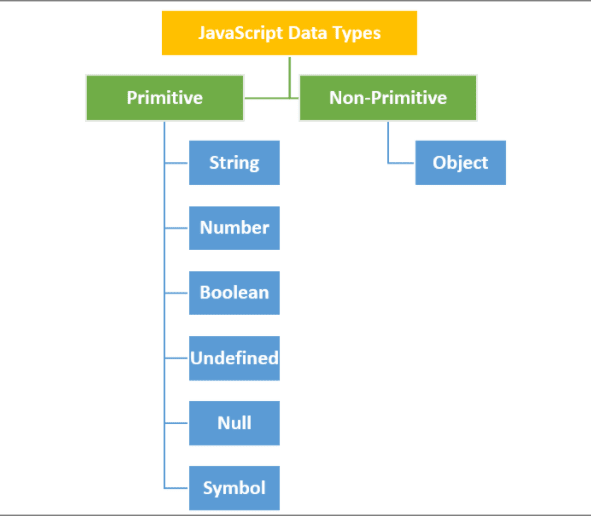 JavaScript Data Types
Primitive
Non-Primitive
String
Object
Number
Boolean
Undefined
Null
Symbol